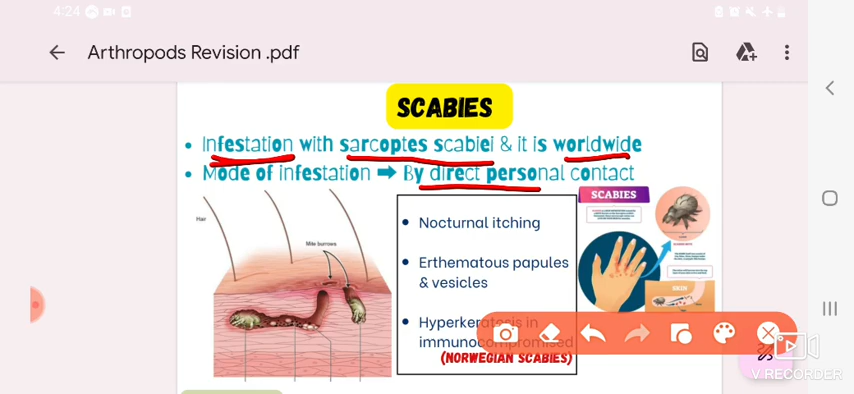 4:24
Arthropods Revision .pdf
SCABIES
• Infestation with sarcoptes scabiei & it is worldwide
• Mode of infestation ➡ By direct personal contact
Hair
Mite burrows
• Nocturnal itching
• Erthematous papules
& vesicles
• Hyperkeratosis in
immunocompromised
(NORWEGIAN SCABIES)
SCABIES
SKIN
V RECORDER